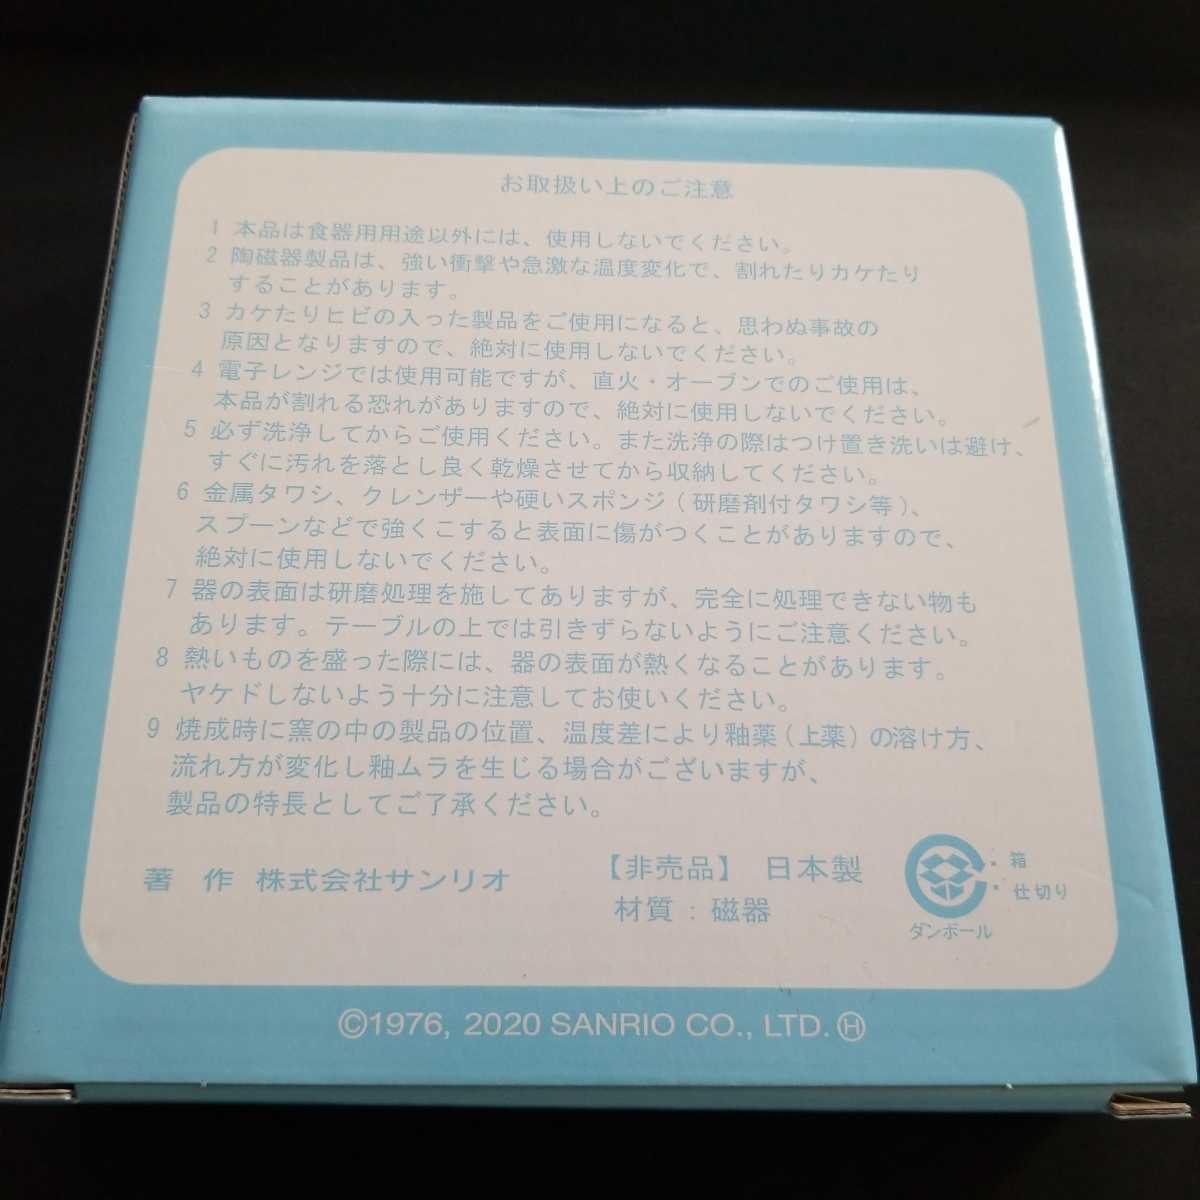 お取扱い上のご注意
1 本品は食器用用途以外には、使用しないでください。
2 陶磁器製品は、強い衝撃や急激な温度変化で、割れたりカケたり
することがあります。
3 カケたりヒビの入った製品をご使用になると、思わぬ事故の
原因となりますので、絶対に使用しないでください。
4 電子レンジでは使用可能ですが、直火・オーブンでのご使用は、
本品が割れる恐れがありますので、絶対に使用しないでください。
5 必ず洗浄してからご使用ください。また洗浄の際はつけ置き洗いは避け、
すぐに汚れを落とし良く乾燥させてから収納してください。
6 金属タワシ、クレンザーや硬いスポンジ(研磨剤付タワシ等)、
スプーンなどで強くこすると表面に傷がつくことがありますので、
絶対に使用しないでください。
7 器の表面は研磨処理を施してありますが、完全に処理できない物も
あります。テーブルの上では引きずらないようにご注意ください。
8 熱いものを盛った際には、器の表面が熱くなることがあります。
ヤケドしないよう十分に注意してお使いください。
9 焼成時に窯の中の製品の位置、温度差により釉薬(上薬)の溶け方、
流れ方が変化し釉ムラを生じる場合がございますが、
製品の特長としてご了承ください。
著 作 株式会社サンリオ
【非売品】 日本製
材質:磁器
・箱
・仕切り
ダンボール
©1976, 2020 SANRIO CO., LTD. Ⓗ